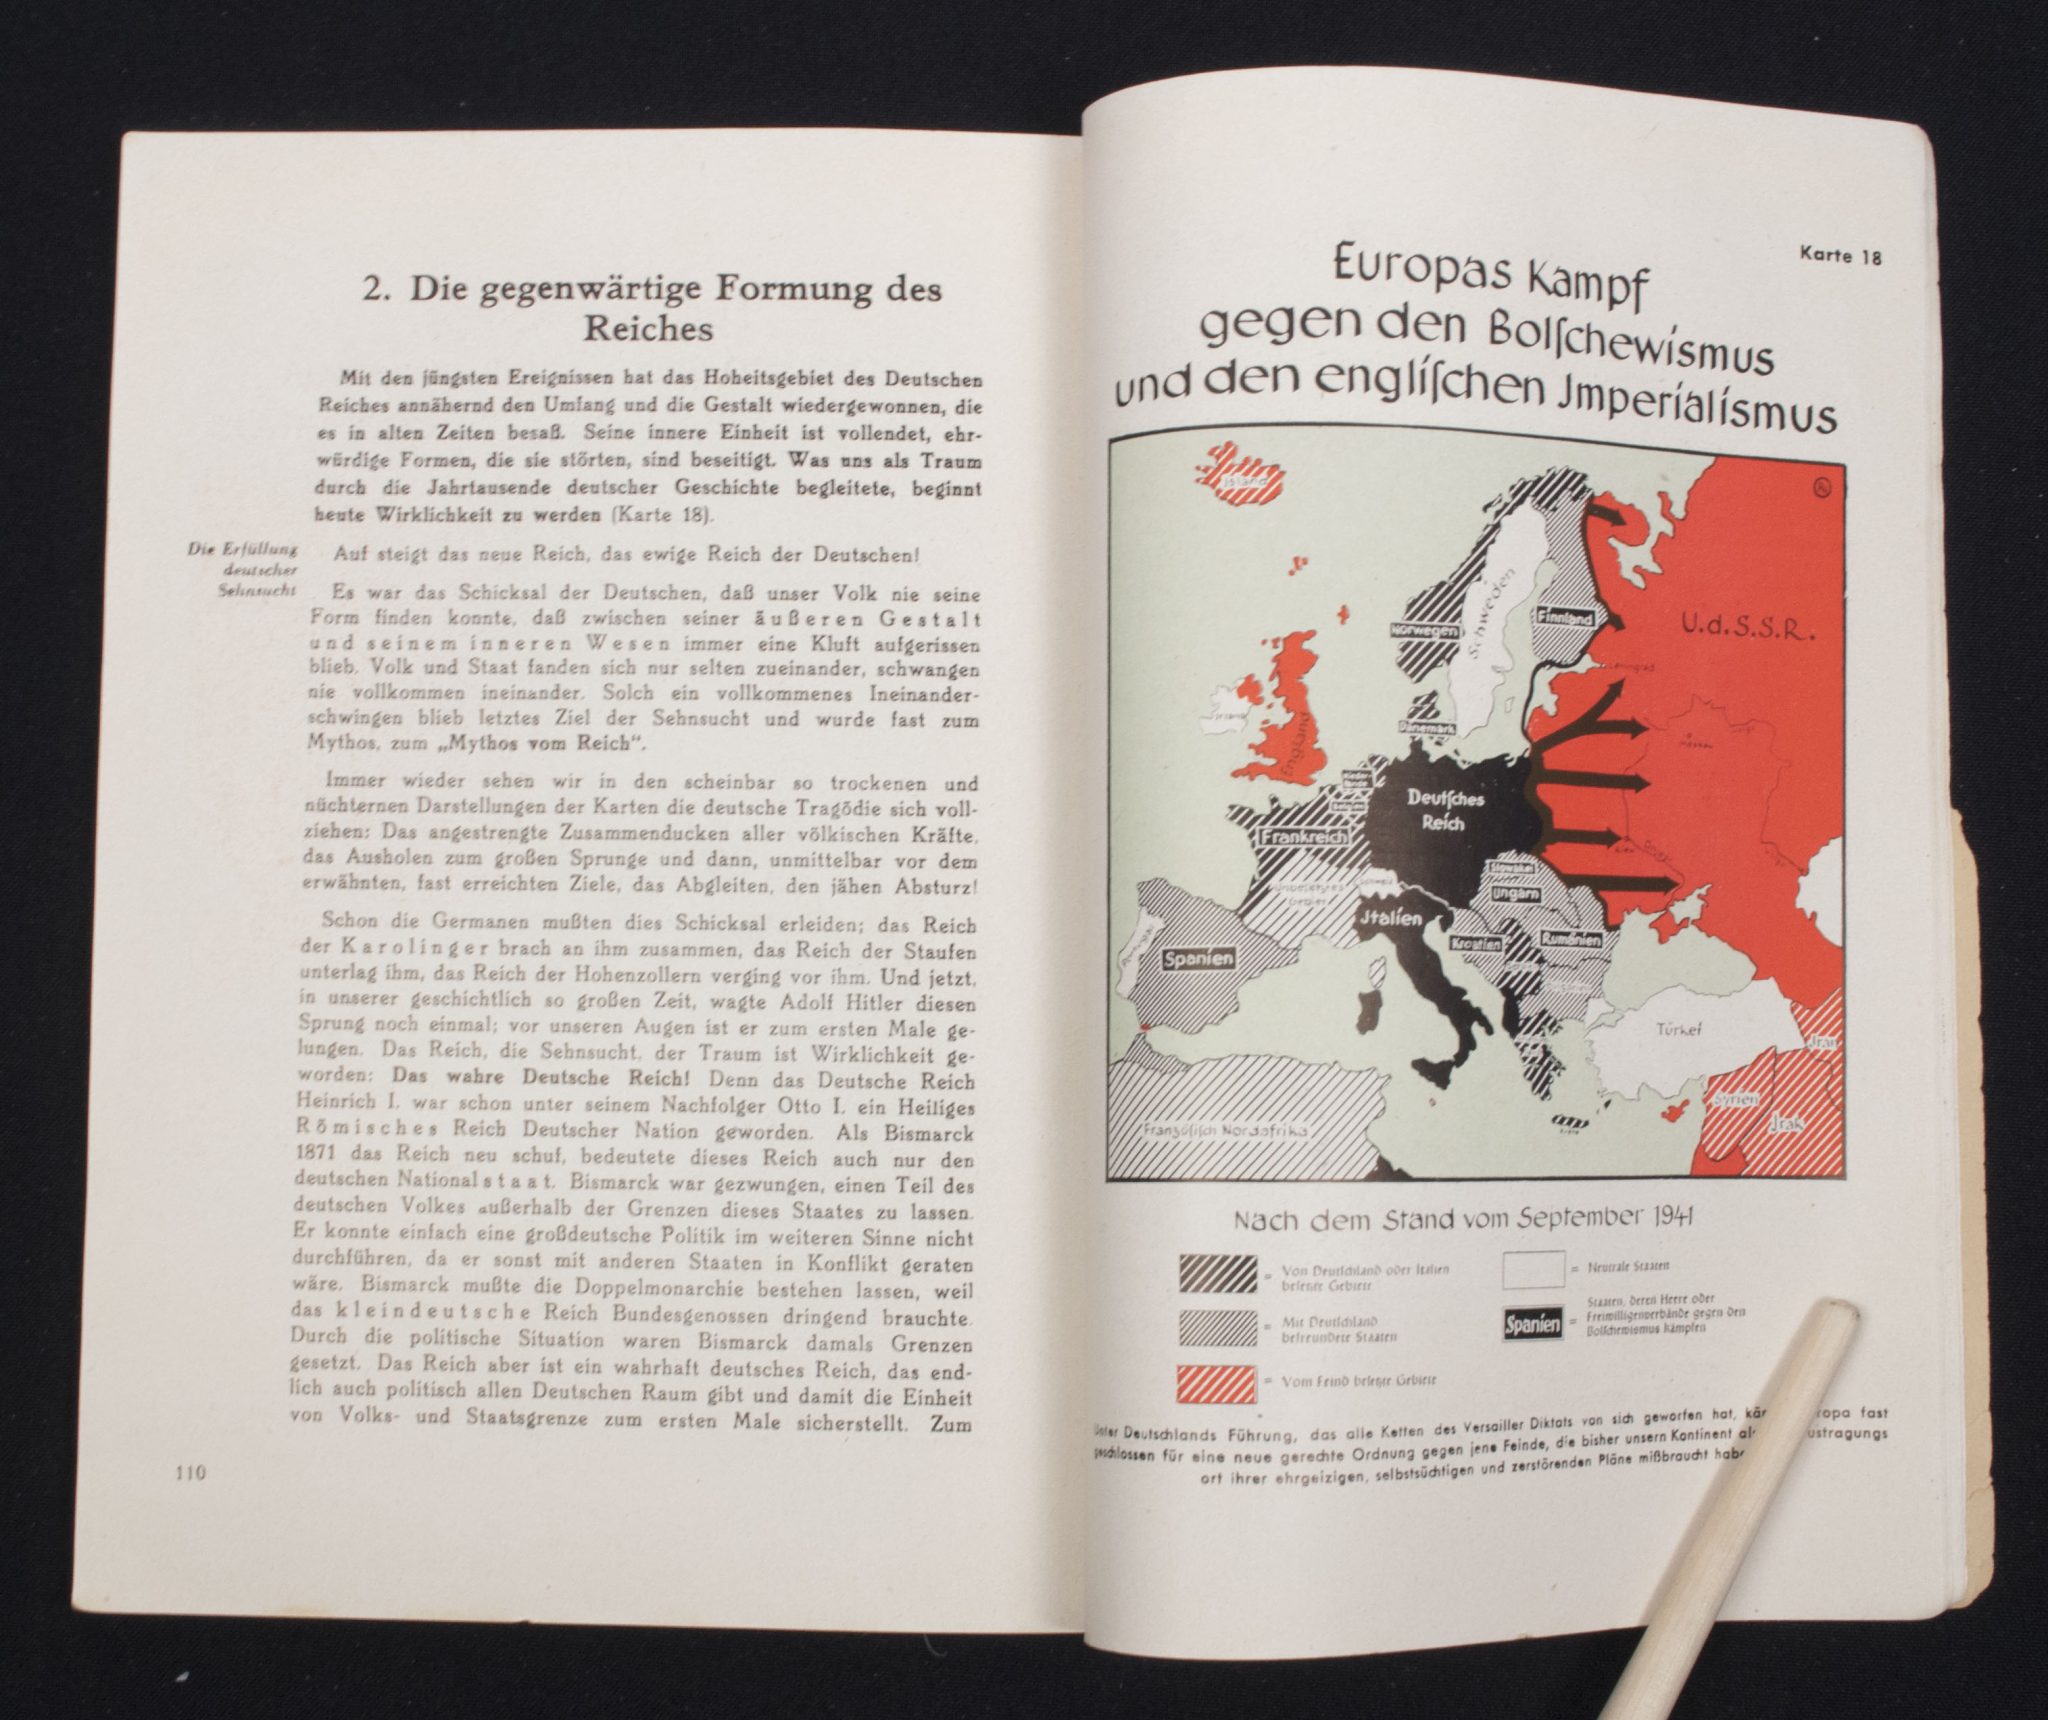 2. Die gegenwärtige Formung des
Reiches
Mit den jüngsten Ereignissen hat das Hoheitsgebiet des Deutschen
Reiches annähernd den Umfang und die Gestalt wiedergewonnen, die
es in alten Zeiten besaß. Seine innere Einheit ist vollendet, ehr-
würdige Formen, die sie störten, sind beseitigt. Was uns als Traum
durch die Jahrtausende deutscher Geschichte begleitete, beginnt
heute Wirklichkeit zu werden (Karte 18).
Die Erfüllung
deutscher
Sehnsucht
Auf steigt das neue Reich, das ewige Reich der Deutschen!
Es war das Schicksal der Deutschen, daß unser Volk nie seine
Form finden konnte, daß zwischen seiner äußeren Gestalt
und seinem inneren Wesen immer eine Kluft aufgerissen
blieb. Volk und Staat fanden sich nur selten zueinander, schwangen
nie vollkommen ineinander. Solch ein vollkommenes Ineinander-
schwingen blieb letztes Ziel der Sehnsucht und wurde fast zum
Mythos, zum „Mythos vom Reich“.
Immer wieder sehen wir in den scheinbar so trockenen und
nüchternen Darstellungen der Karten die deutsche Tragödie sich voll-
ziehen: Das angestrengte Zusammenducken aller völkischen Kräfte,
das Ausholen zum großen Sprunge und dann, unmittelbar vor dem
erwähnten, fast erreichten Ziele, das Abgleiten, den jähen Absturz!
Schon die Germanen mußten dies Schicksal erleiden; das Reich
der Karolinger brach an ihm zusammen, das Reich der Staufen
unterlag ihm, das Reich der Hohenzollern verging vor ihm. Und jetzt,
in unserer geschichtlich so großen Zeit, wagte Adolf Hitler diesen
Sprung noch einmal; vor unseren Augen ist er zum ersten Male ge-
lungen. Das Reich, die Sehnsucht, der Traum ist Wirklichkeit ge-
worden: Das wahre Deutsche Reich! Denn das Deutsche Reich
Heinrich I. war schon unter seinem Nachfolger Otto I. ein Heiliges
Römisches Reich Deutscher Nation geworden. Als Bismarck
1871 das Reich neu schuf, bedeutete dieses Reich auch nur den
deutschen Nationalstaat. Bismarck war gezwungen, einen Teil des
deutschen Volkes außerhalb der Grenzen dieses Staates zu lassen.
Er konnte einfach eine großdeutsche Politik im weiteren Sinne nicht
durchführen, da er sonst mit anderen Staaten in Konflikt geraten
wäre. Bismarck mußte die Doppelmonarchie bestehen lassen, weil
das kleindeutsche Reich Bundesgenossen dringend brauchte.
Durch die politische Situation waren Bismarck damals Grenzen
gesetzt. Das Reich aber ist ein wahrhaft deutsches Reich, das end-
lich auch politisch allen Deutschen Raum gibt und damit die Einheit
von Volks- und Staatsgrenze zum ersten Male sicherstellt. Zum
110
Karte 18
Europas Kampf
gegen den Bolſchewismus
und den engliſchen Imperialismus
Island
Schweden
Finnland
Norwegen
U.d.S.S.R.
Leningrad
Dänemark
England
Moskau
Deutſches
Reich
Frankreich
Unbesetztes
Gebiet
Schweiz
Slowakei
Ungarn
Italien
Kroatien
Rumänien
Portugal
Spanien
Türkei
Iran
Syrien
Irak
Französiſch Nordafrika
Kreta
Nach dem Stand vom September 1941
= Von Deutſchland oder Italien
beſetzte Gebiete
= Mit Deutſchland
befreundete Staaten
= Vom Feind beſetzte Gebiete
= Neutrale Staaten
Spanien = Staaten, deren Heere oder
Freiwilligenverbände gegen den
Bolſchewismus kämpfen
Unter Deutschlands Führung, das alle Ketten des Versailler Diktats von sich geworfen hat, fast
geschlossen für eine neue gerechte Ordnung gegen jene Feinde, die bisher unsern Kontinent
ort ihrer ehrgeizigen, selbstsüchtigen und zerstörenden Pläne mißbraucht